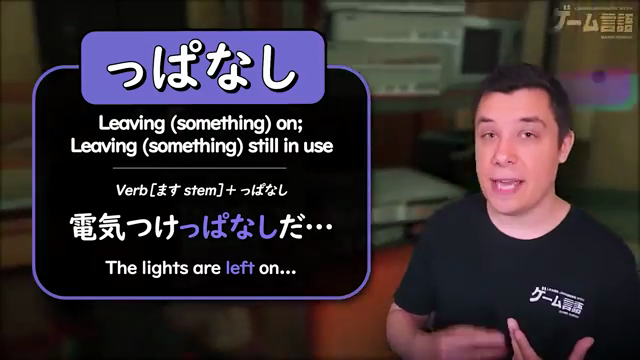 っぱなし
Leaving (something) on;
Leaving (something) still in use
Verb [ます stem] + っぱなし
電気つけっぱなしだ…
The lights are left on...
ゲーム言語
ゲーム言語